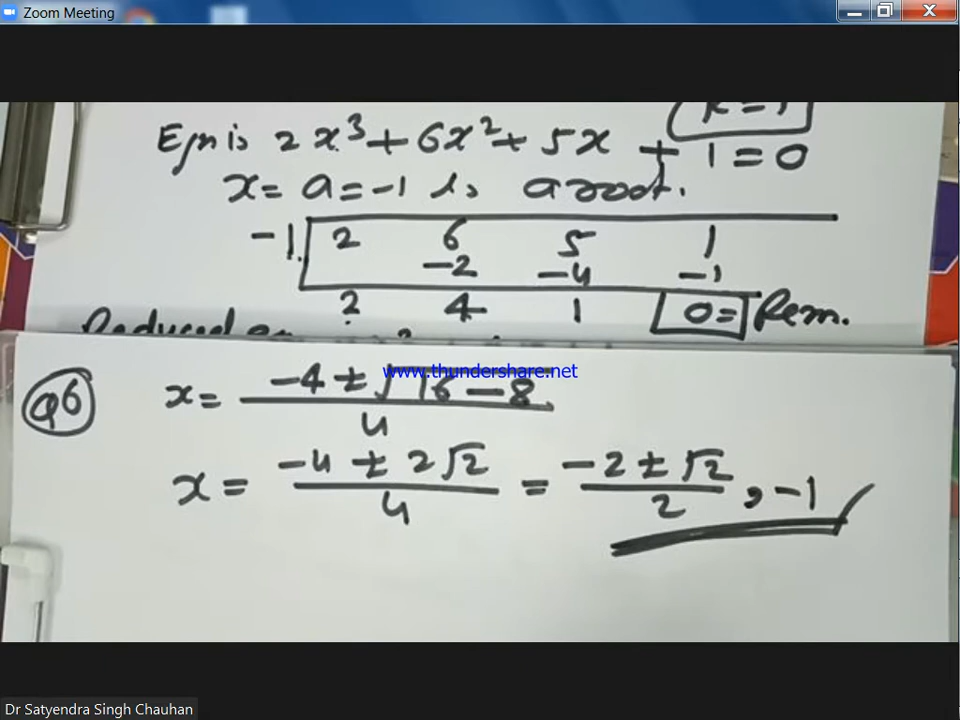 Zoom Meeting
Eqn is 2x³ + 6x² + 5x + 1 = 0
x = a = -1 is a root.
-1 2 6 5 1
-2 -4 -1
2 4 1 0 = Rem.
Q6 x = (-4 ± √16 - 8) / 4
www.thundershare.net
x = (-4 ± 2√2) / 4 = (-2 ± √2) / 2 , -1
Dr Satyendra Singh Chauhan